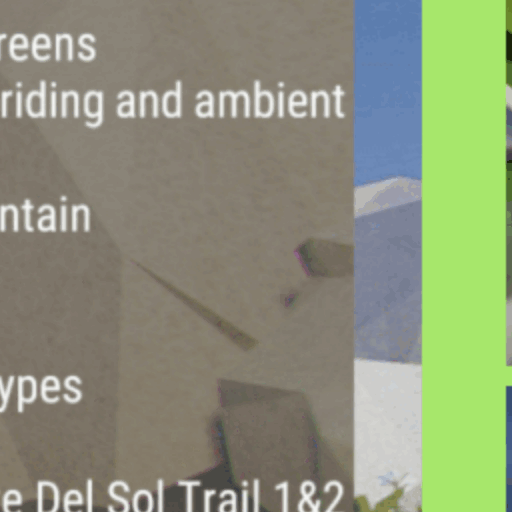 reens
riding and ambient
ntain
ypes
e Del Sol Trail 1&2